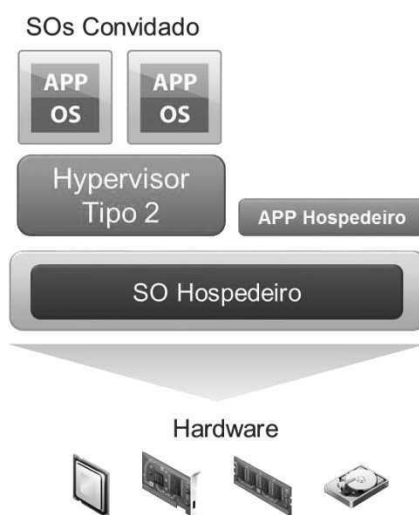 SOs Convidado
APP APP
OS OS
Hypervisor
Tipo 2
APP Hospedeiro
SO Hospedeiro
Hardware